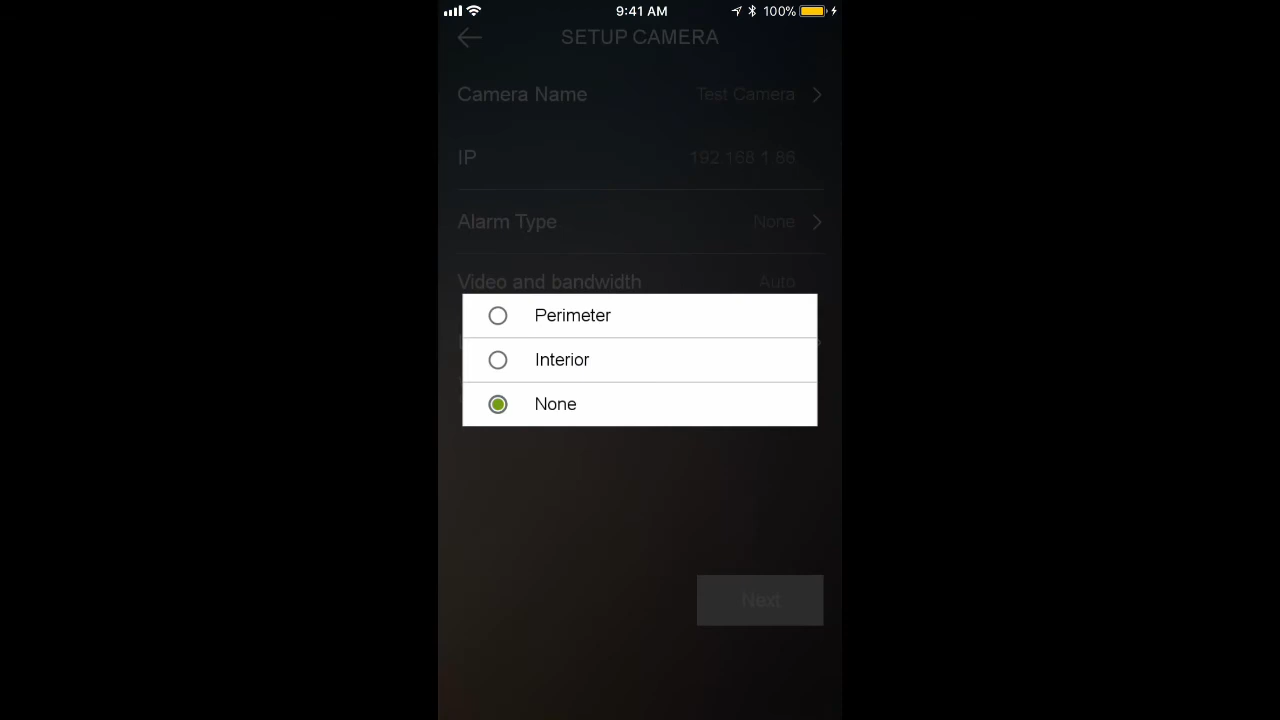 9:41 AM
100%
SETUP CAMERA
Camera Name
Test Camera
IP
192 168 1 86
Alarm Type
None
Video and bandwidth
Auto
Perimeter
Interior
None
Next